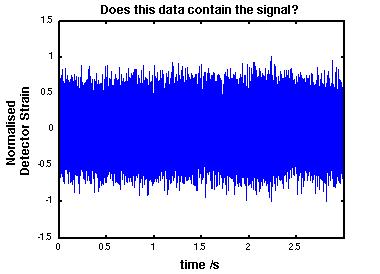 Does this data contain the signal?
1.5
1
0.5
0
-0.5
-1
-1.5
Normalised
Detector Strain
0 0.5 1 1.5 2 2.5
time /s